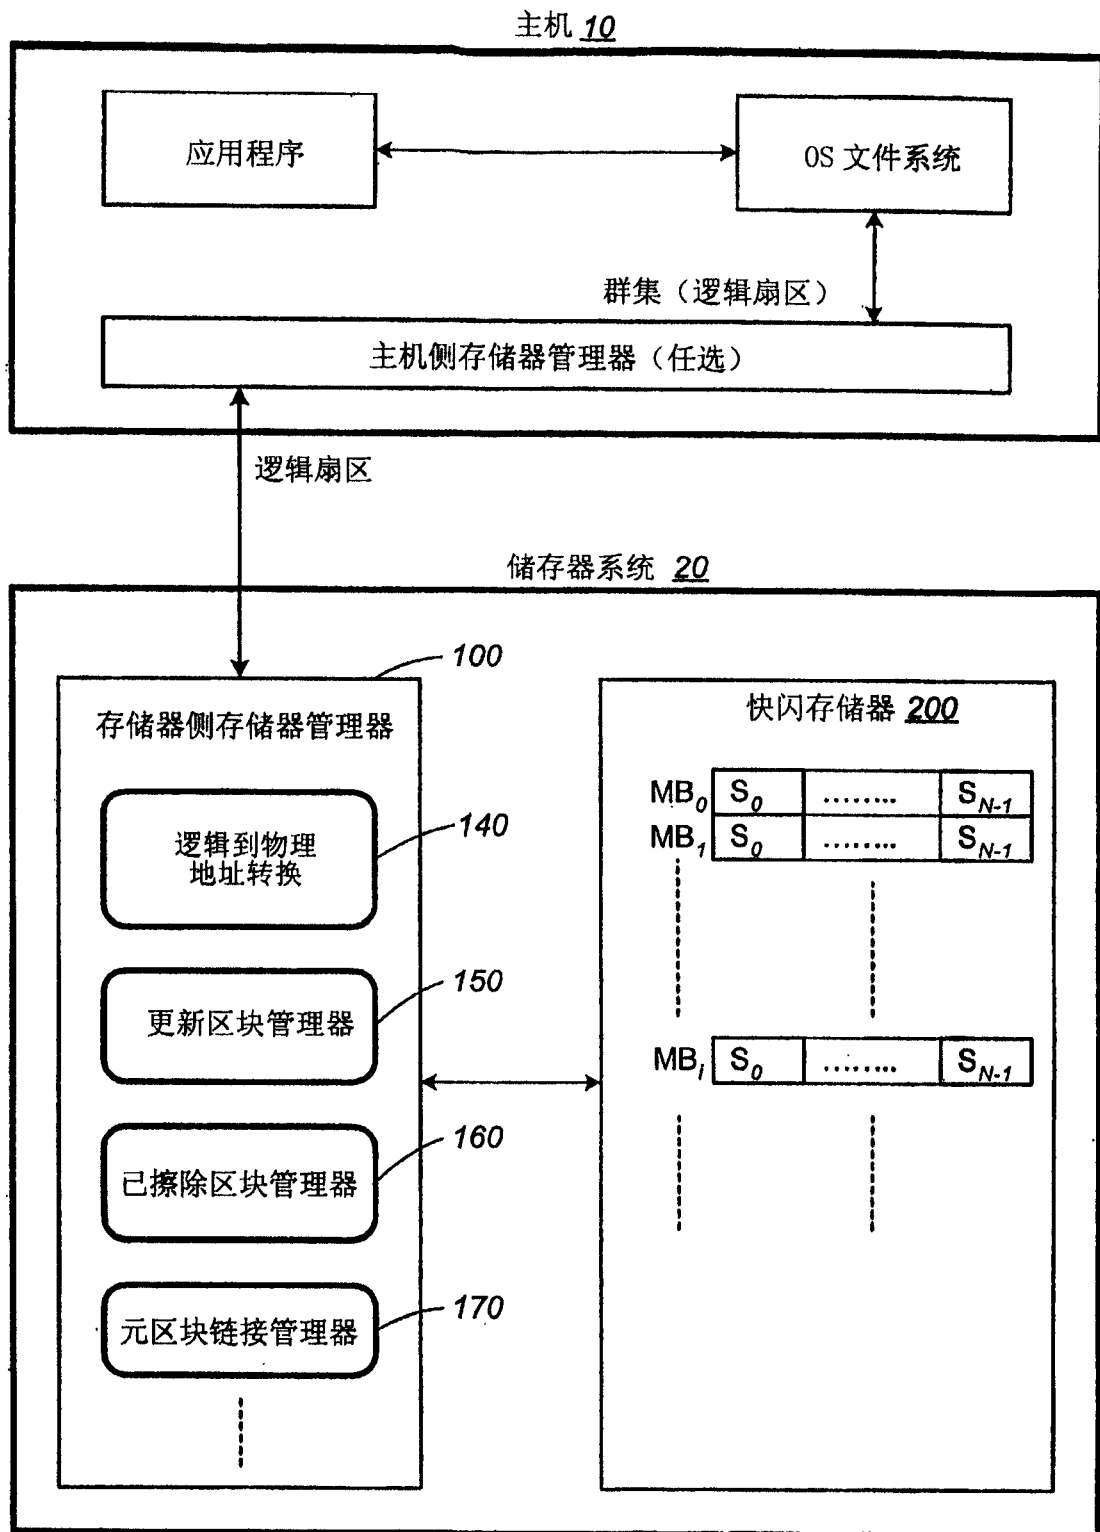 主机 10
应用程序
OS 文件系统
群集（逻辑扇区）
主机侧存储器管理器（任选）
逻辑扇区
储存器系统 20
100
存储器侧存储器管理器
快闪存储器 200
逻辑到物理
地址转换
140
更新区块管理器
150
已擦除区块管理器
160
元区块链接管理器
170
MB0 S0 ........ SN-1
MB1 S0 ........ SN-1
MBi S0 ........ SN-1